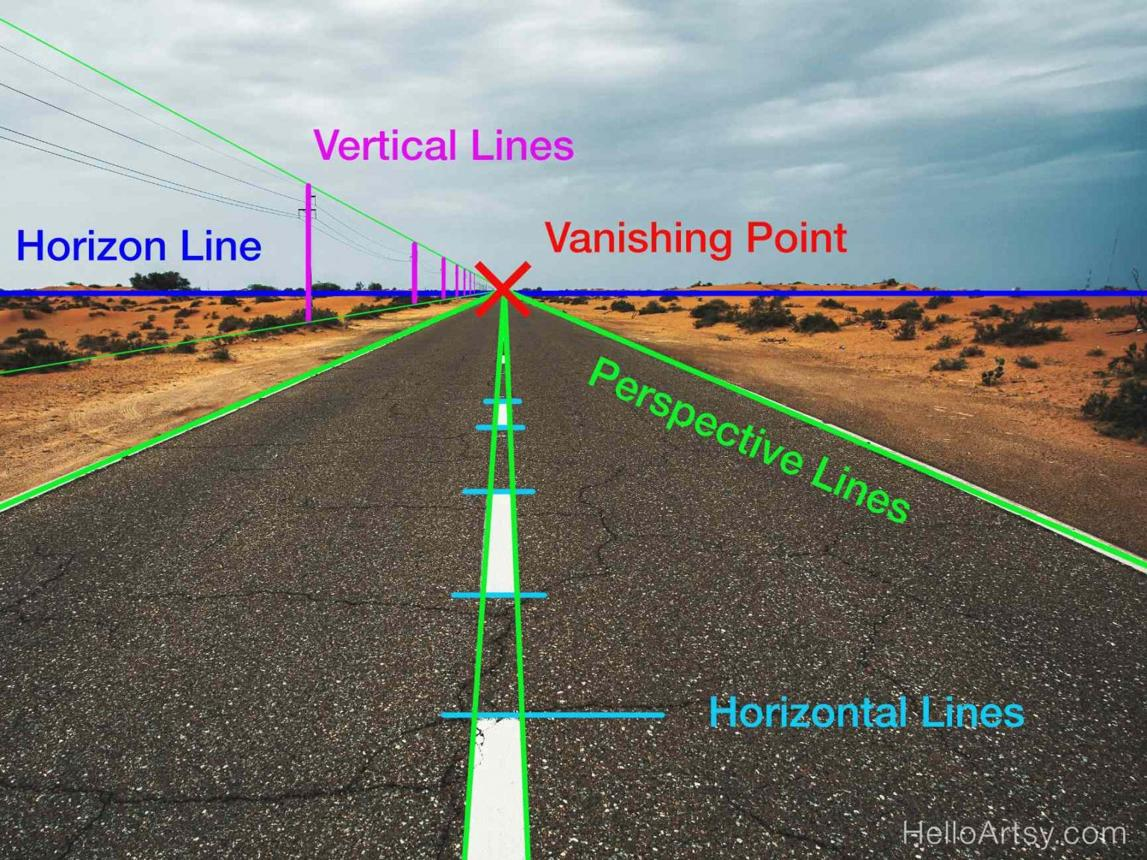 Vertical Lines
Horizon Line
Vanishing Point
Perspective Lines
Horizontal Lines
HelloArtsy.com